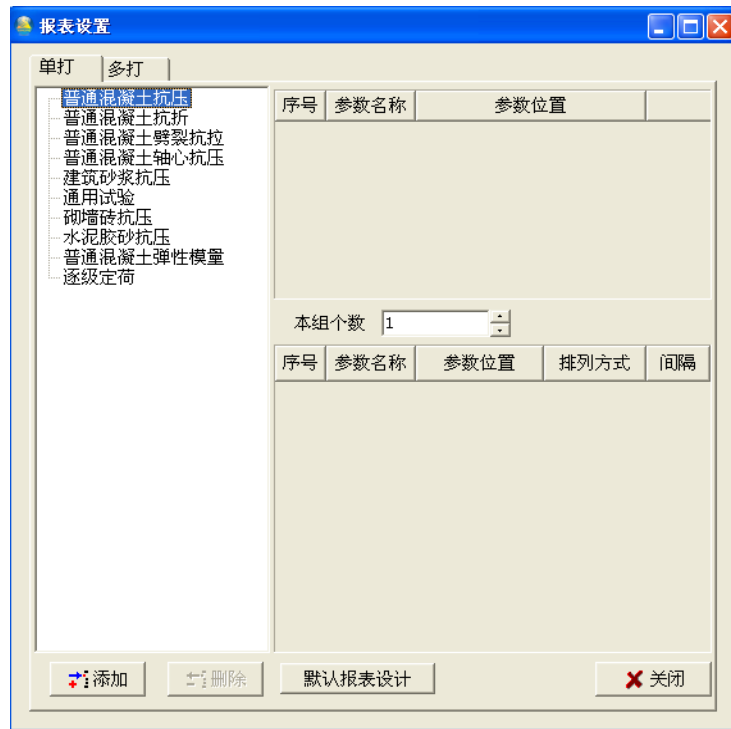 报表设置
单打 多打
普通混凝土抗压
普通混凝土抗折
普通混凝土劈裂抗拉
普通混凝土轴心抗压
建筑砂浆抗压
通用试验
砌墙砖抗压
水泥胶砂抗压
普通混凝土弹性模量
逐级定荷
序号 参数名称 参数位置
本组个数 1
序号 参数名称 参数位置 排列方式 间隔
添加 删除 默认报表设计 关闭